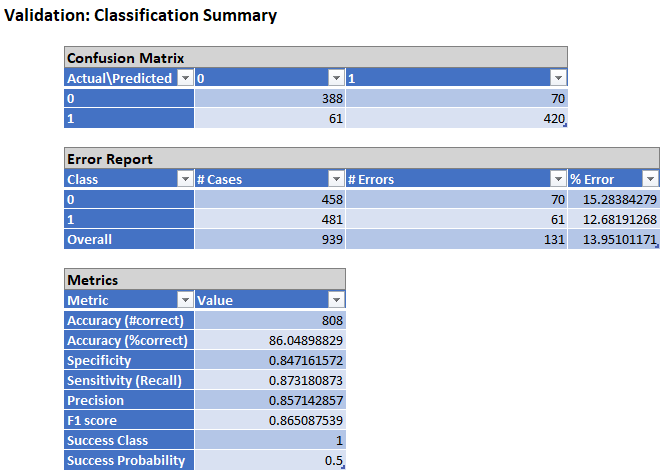 Validation: Classification Summary
Confusion Matrix
Actual\Predicted 0 1
0 388 70
1 61 420
Error Report
Class # Cases # Errors % Error
0 458 70 15.28384279
1 481 61 12.68191268
Overall 939 131 13.95101171
Metrics
Metric Value
Accuracy (#correct) 808
Accuracy (%correct) 86.04898829
Specificity 0.847161572
Sensitivity (Recall) 0.873180873
Precision 0.857142857
F1 score 0.865087539
Success Class 1
Success Probability 0.5